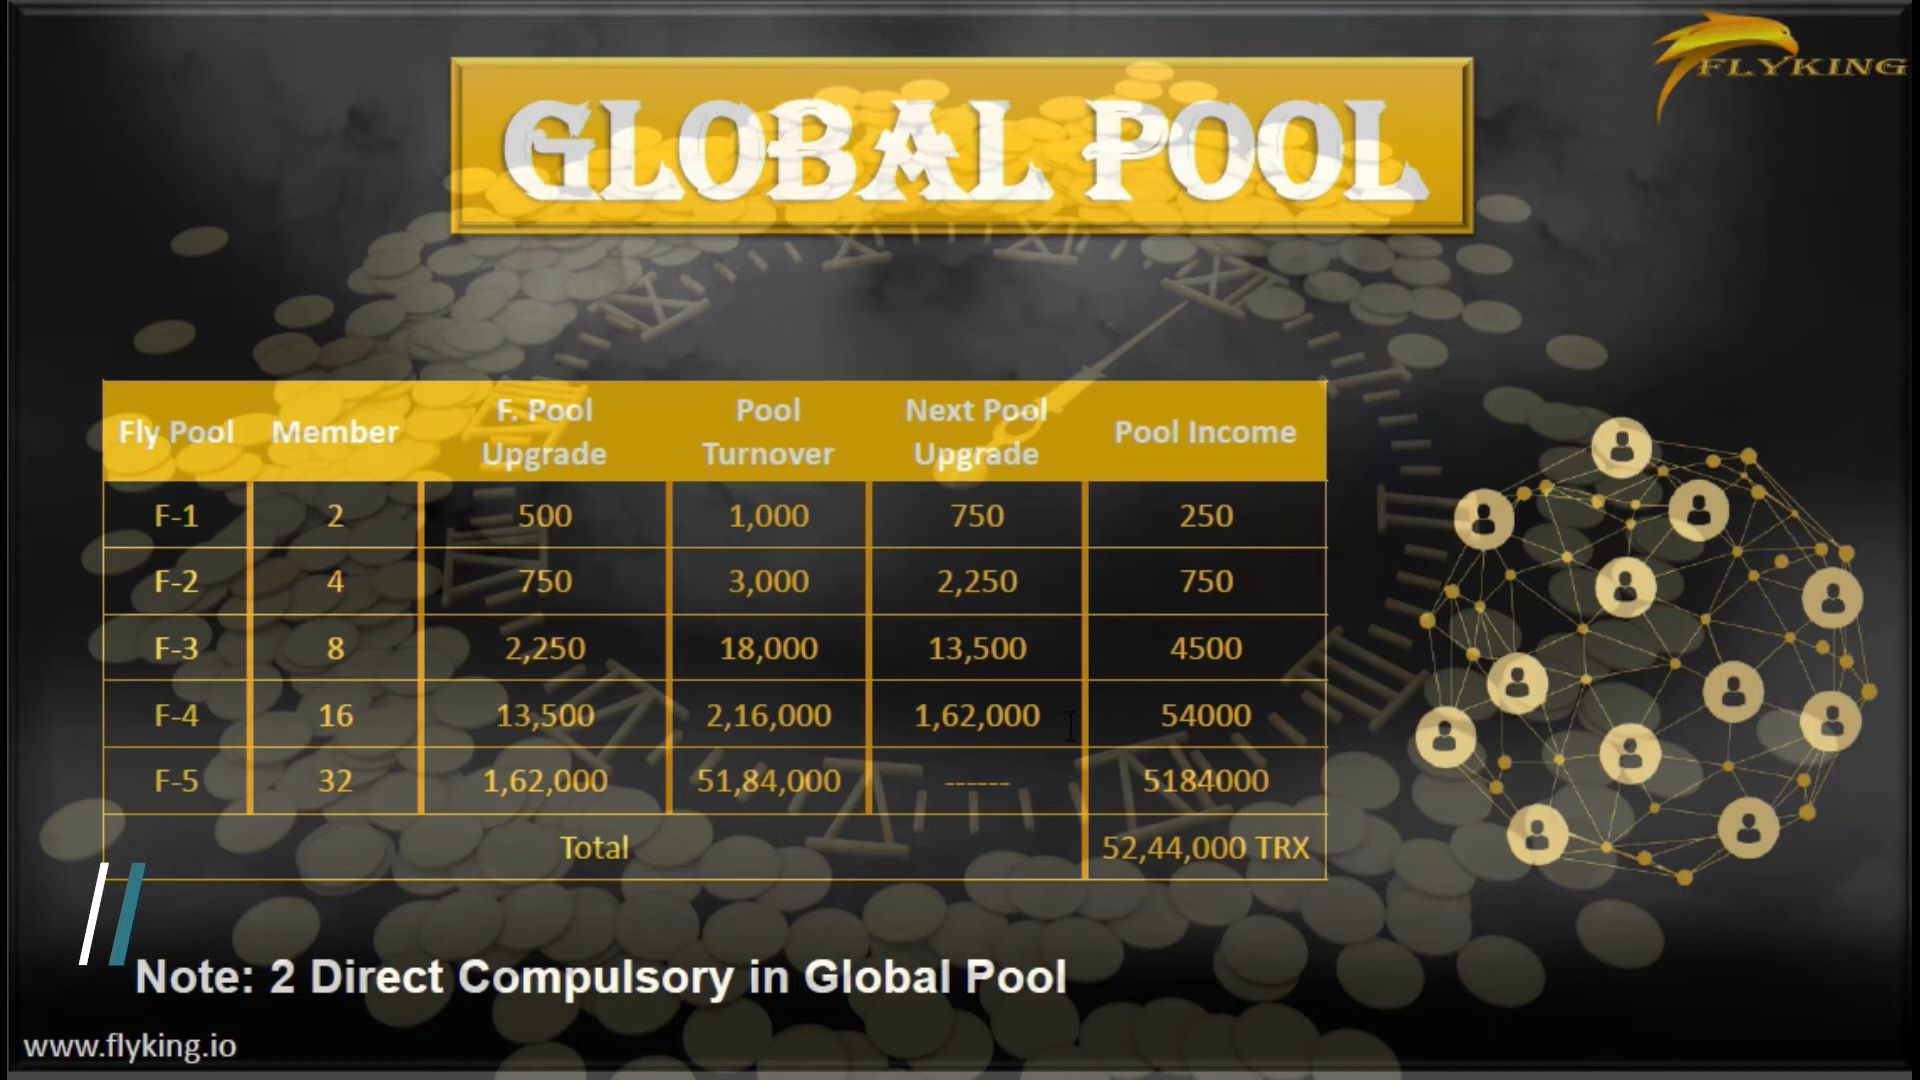 FLYKING
GLOBAL POOL
Fly Pool Member F. Pool Upgrade Pool Turnover Next Pool Upgrade Pool Income
F-1 2 500 1,000 750 250
F-2 4 750 3,000 2,250 750
F-3 8 2,250 18,000 13,500 4500
F-4 16 13,500 2,16,000 1,62,000 54000
F-5 32 1,62,000 51,84,000 ------ 5184000
Total 52,44,000 TRX
Note: 2 Direct Compulsory in Global Pool
www.flyking.io